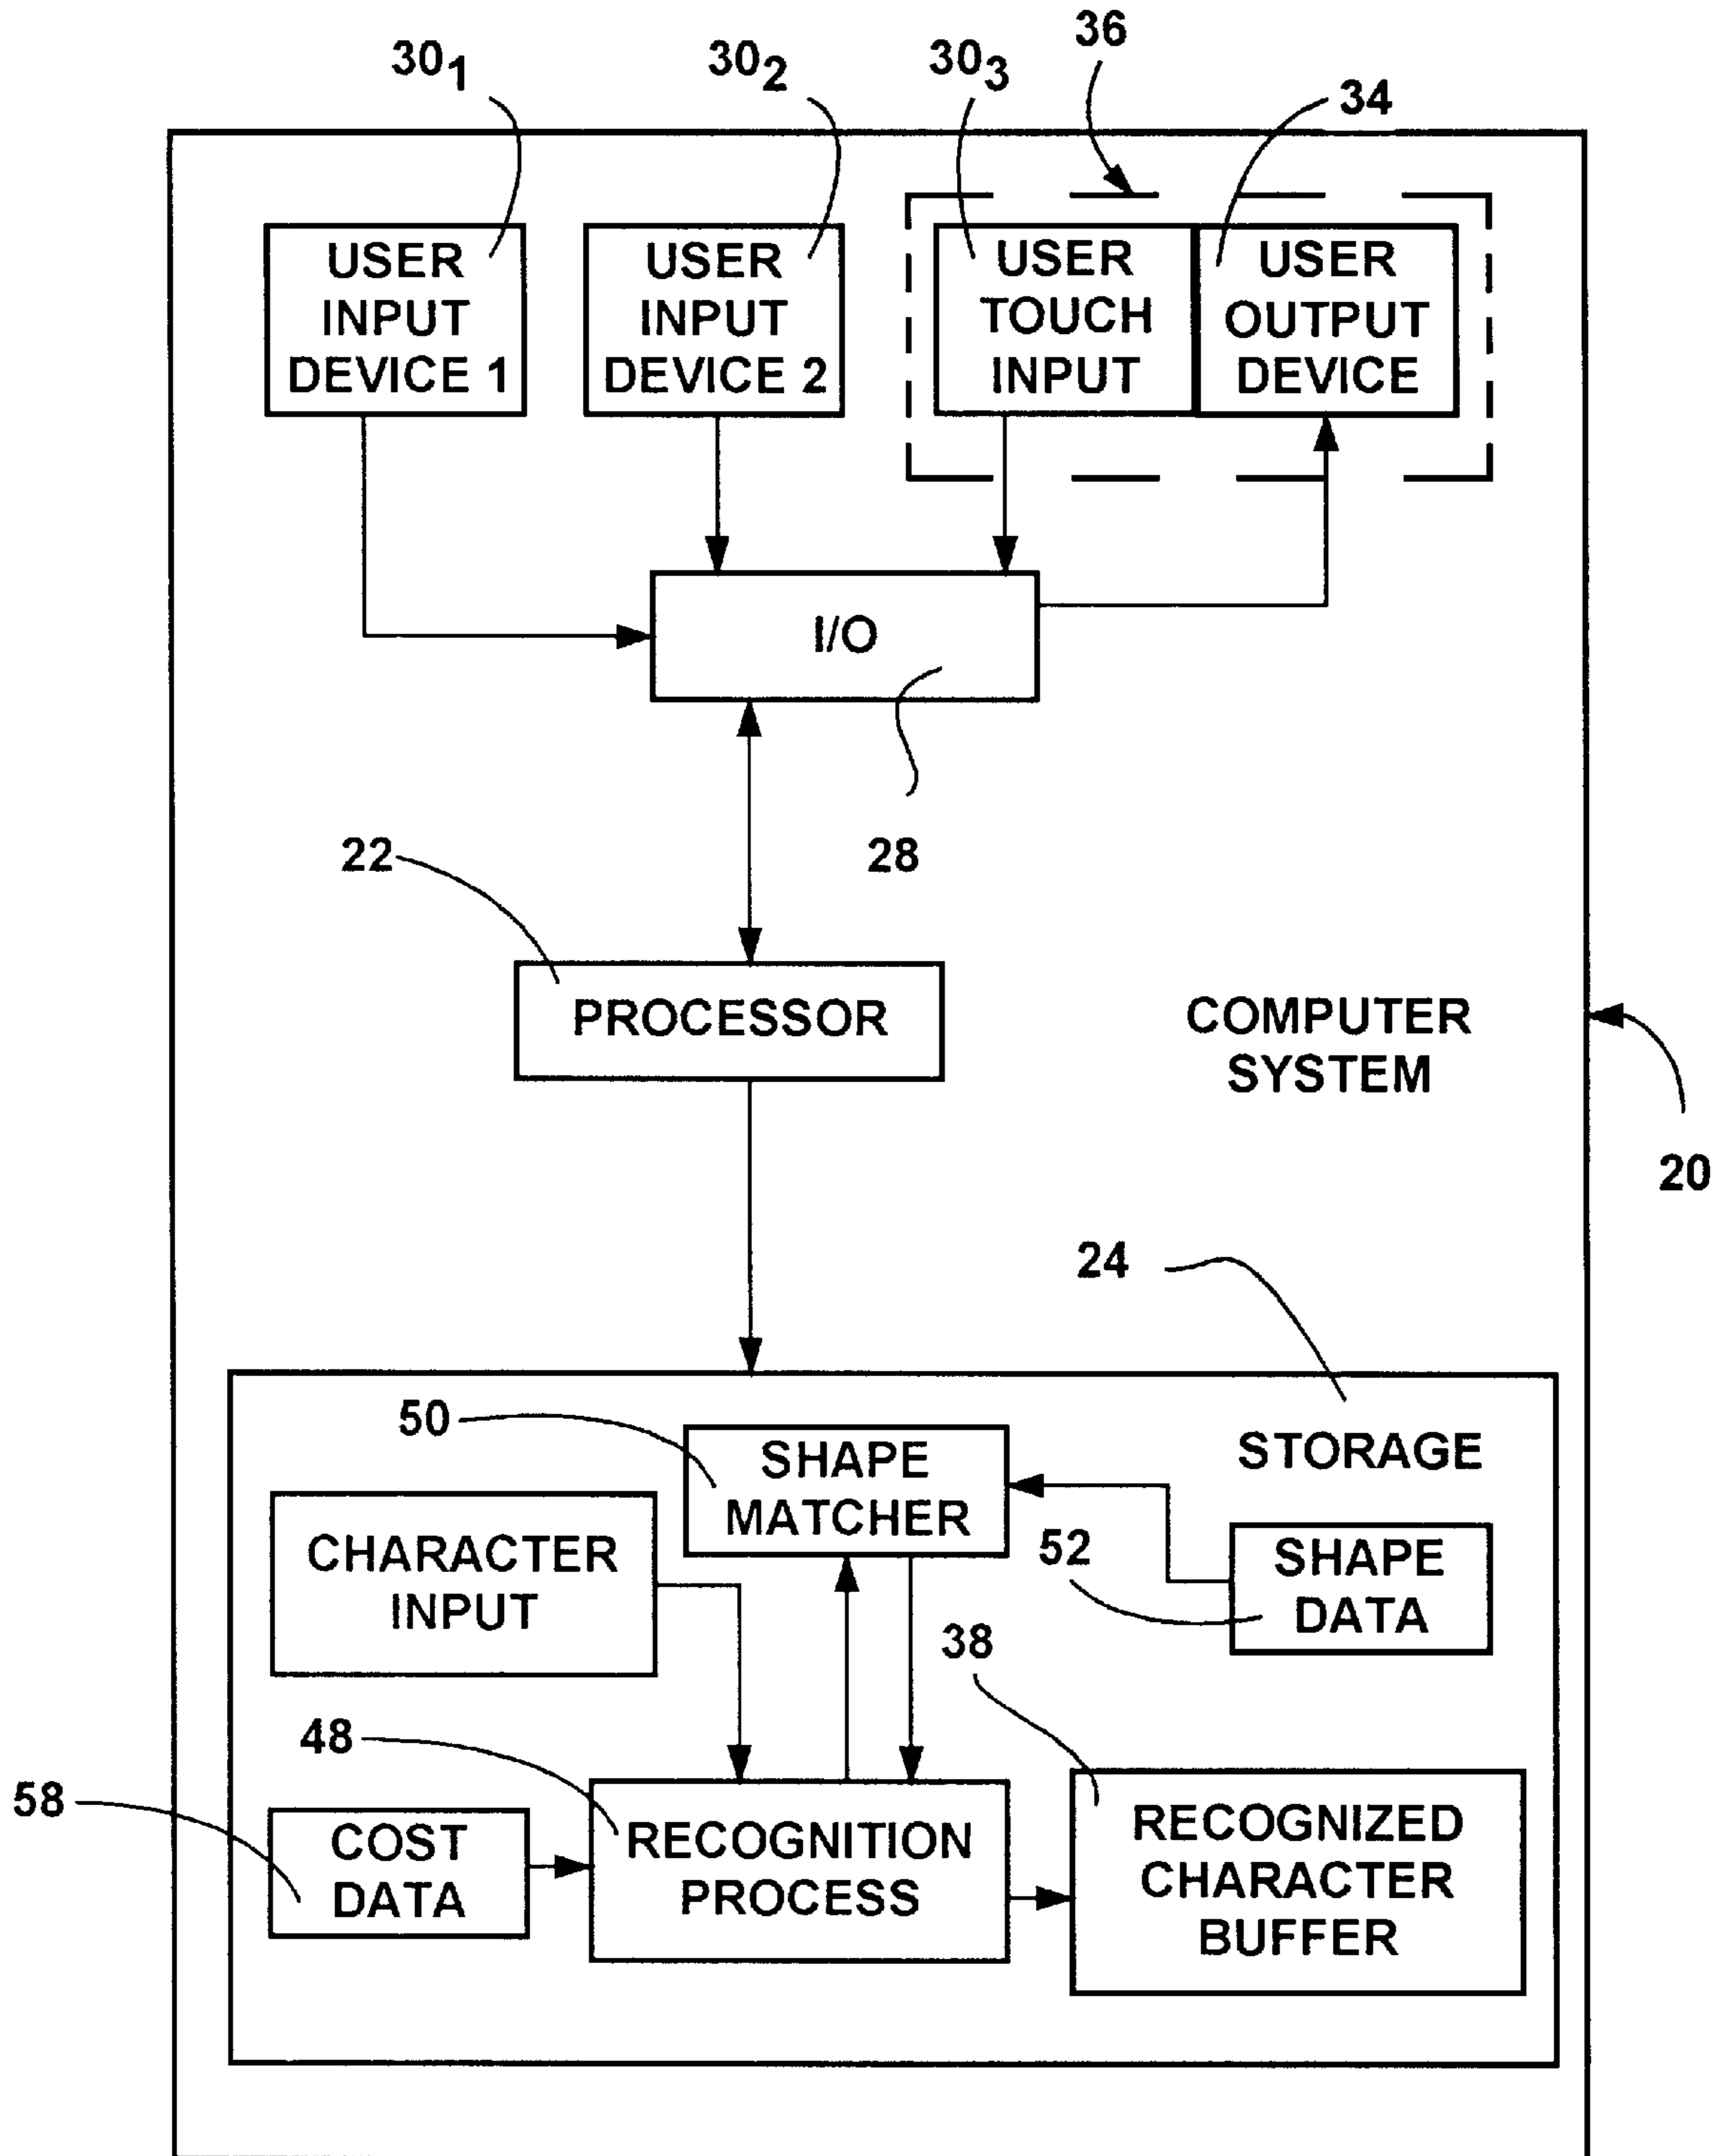 36
30₁
30₂
30₃
34
USER
INPUT
DEVICE 1
USER
INPUT
DEVICE 2
USER
TOUCH
INPUT
USER
OUTPUT
DEVICE
I/O
28
22
PROCESSOR
COMPUTER
SYSTEM
20
24
STORAGE
50
SHAPE
MATCHER
CHARACTER
INPUT
52
SHAPE
DATA
38
48
58
COST
DATA
RECOGNITION
PROCESS
RECOGNIZED
CHARACTER
BUFFER